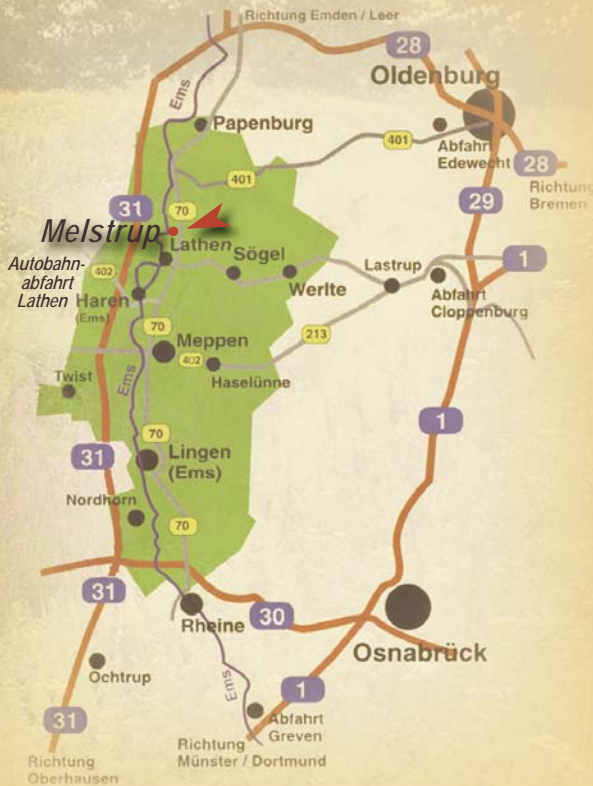 Richtung Emden / Leer
28
Oldenburg
Ems
Papenburg
401
Abfahrt
Edewecht
28
Richtung
Bremen
401
31
70
29
Melstrup
Lathen
Sögel
1
Autobahn-
abfahrt
Lathen
402
Haren
(Ems)
Werlte
Lastrup
Abfahrt
Cloppenburg
70
213
Meppen
402
Haselünne
Twist
Ems
1
70
31
Lingen
(Ems)
Nordhorn
70
31
Rheine
30
Osnabrück
Ochtrup
Ems
1
31
Abfahrt
Greven
Richtung
Oberhausen
Richtung
Münster / Dortmund